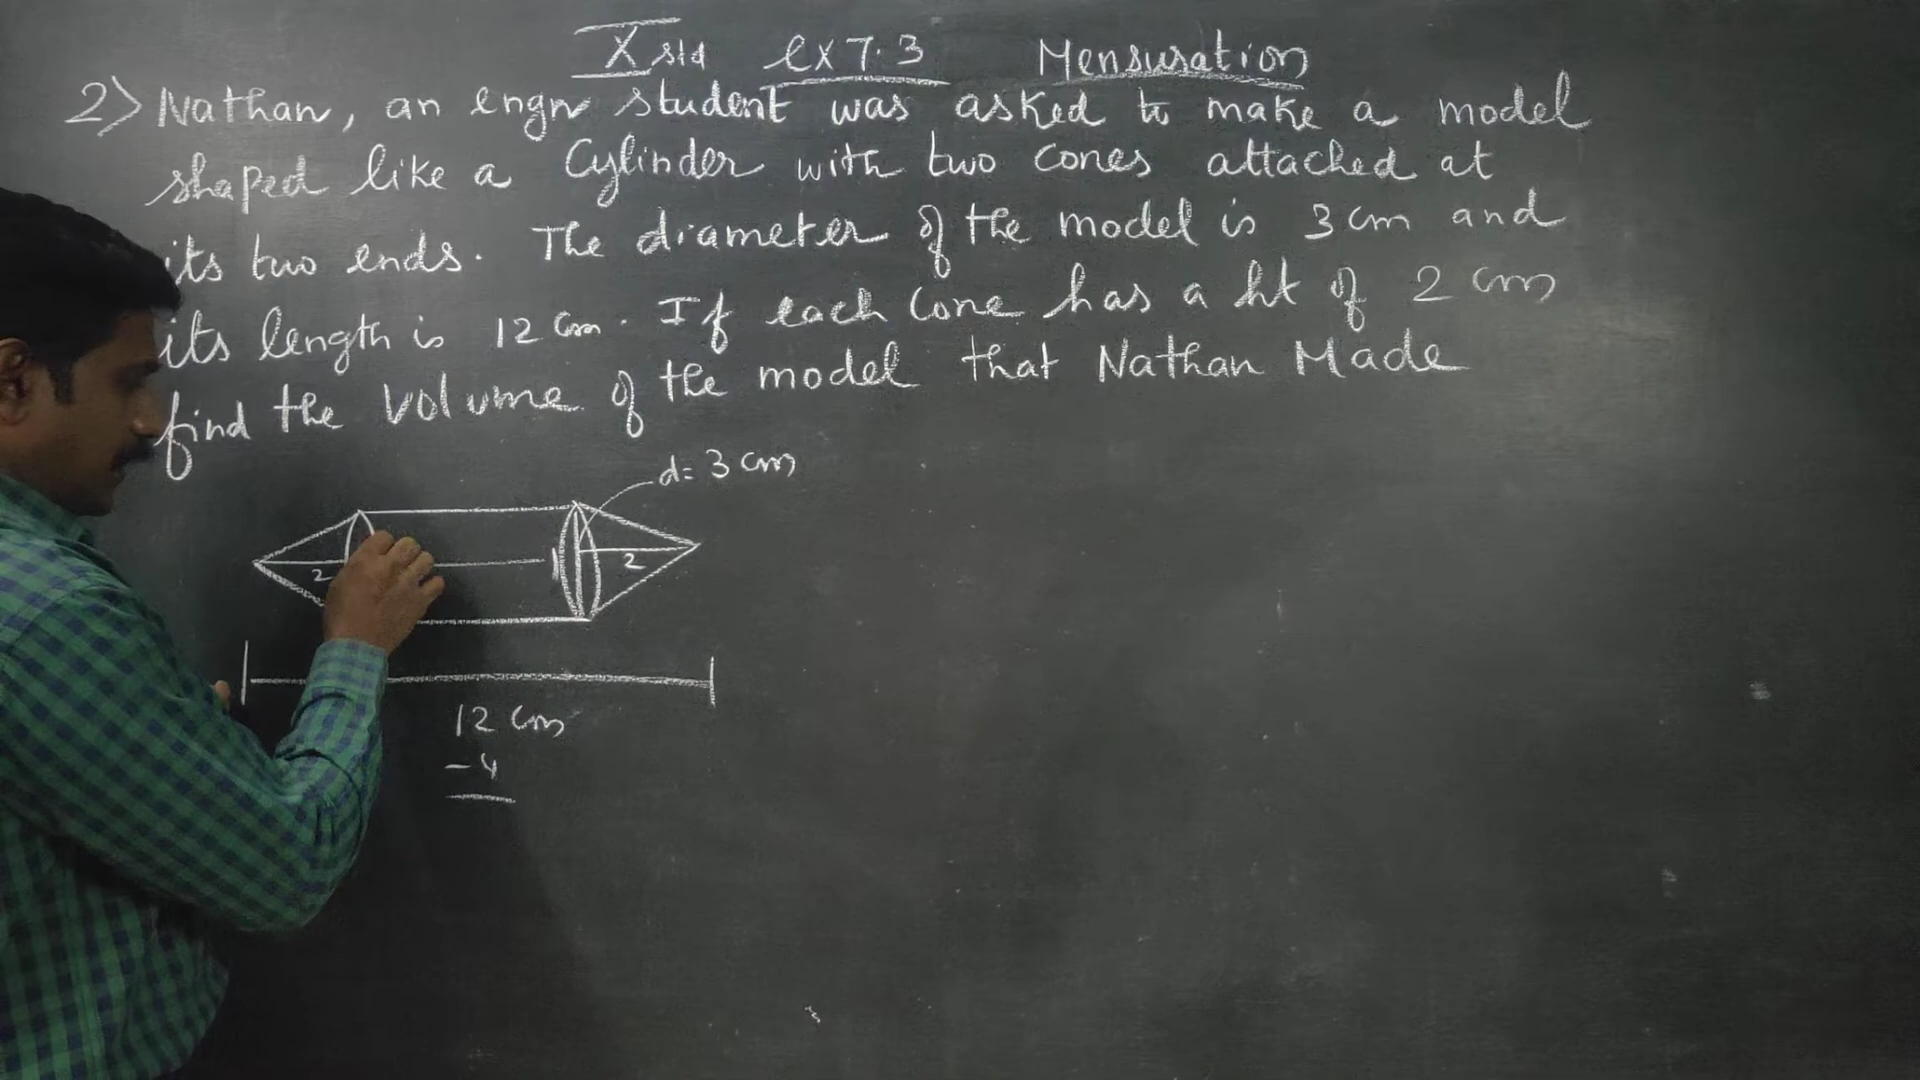 X std ex 7.3 Mensuration
2) Nathan, an engr student was asked to make a model
shaped like a Cylinder with two cones attached at
its two ends. The diameter of the model is 3 cm and
its length is 12 cm. If each Cone has a ht of 2 cm
find the Volume of the model that Nathan Made
d= 3 cm
2
2
12 cm
-4